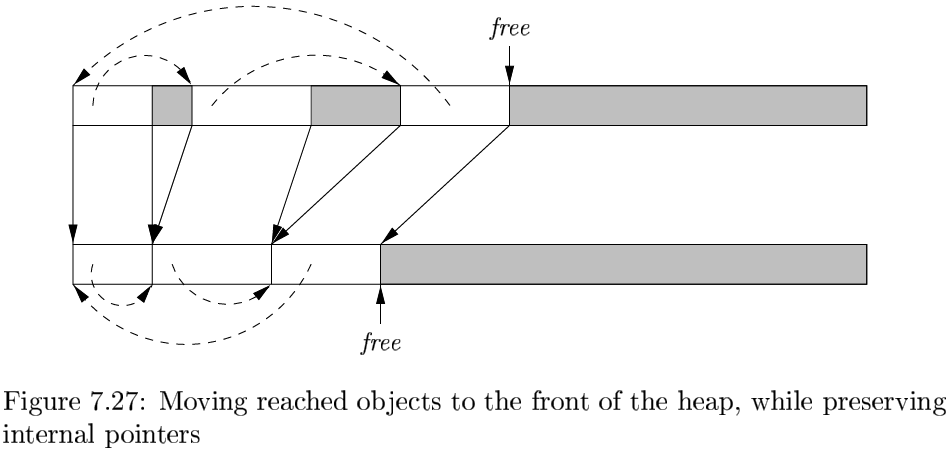 free
free
Figure 7.27: Moving reached objects to the front of the heap, while preserving
internal pointers